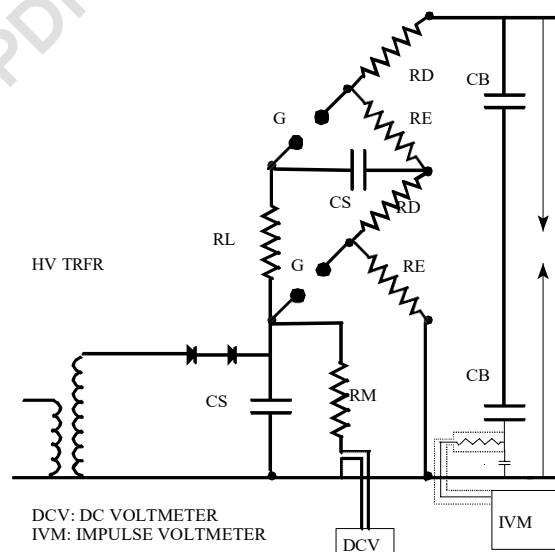 PDF
RD
CB
G
RE
CS
RD
RL
HV TRFR
G
RE
CS
RM
CB
DCV: DC VOLTMETER
IVM: IMPULSE VOLTMETER
DCV
IVM